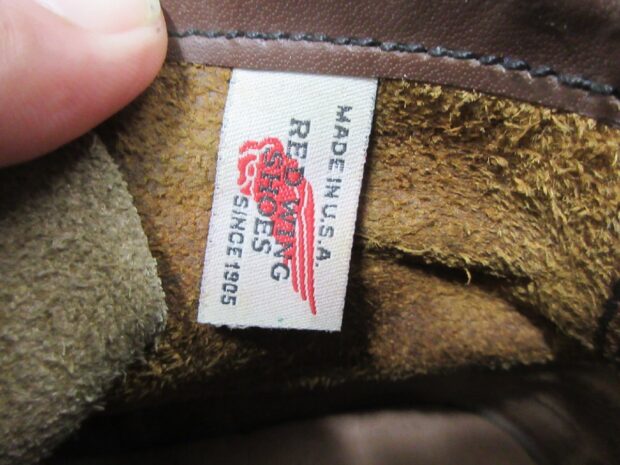 MADE IN U.S.A.
RED WING
SHOES
SINCE 1905